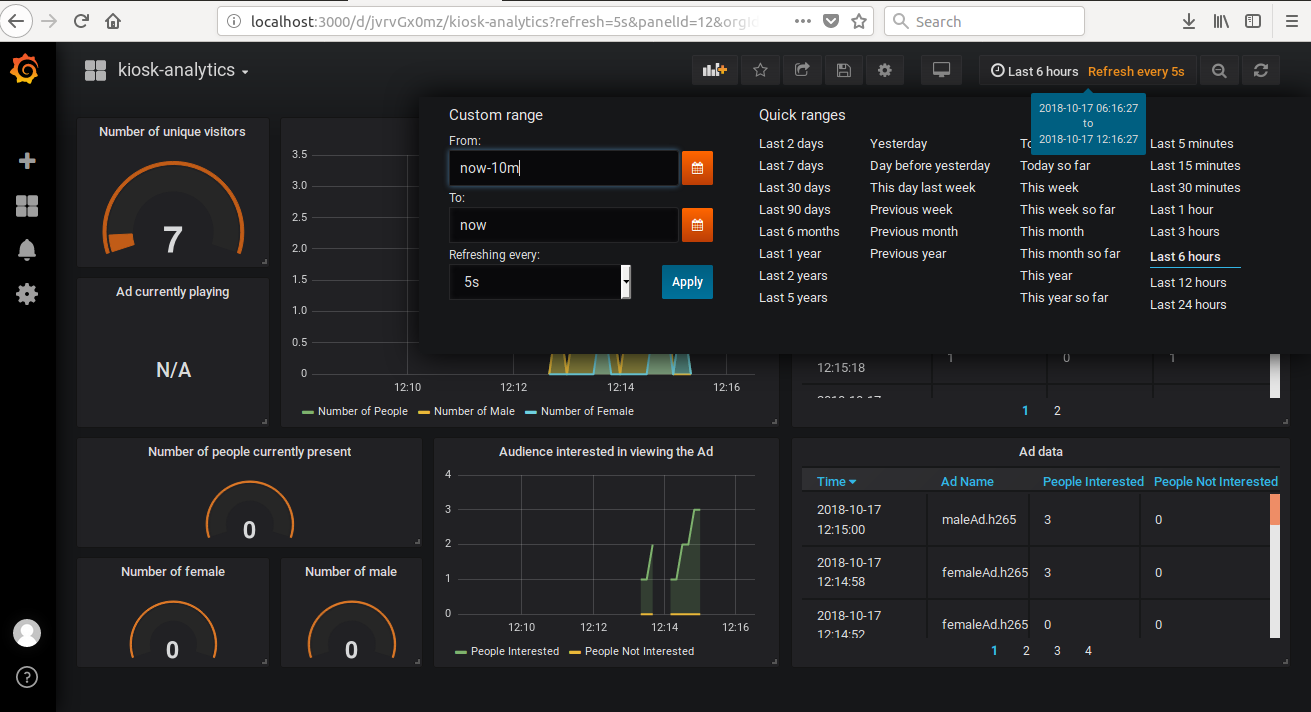 localhost:3000/d/jvrvGx0mz/kiosk-analytics?refresh=5s&panelId=12&orgId
Search
kiosk-analytics
Last 6 hours Refresh every 5s
2018-10-17 06:16:27
to
2018-10-17 12:16:27
Custom range
From:
now-10m
To:
now
Refreshing every:
5s
Apply
Quick ranges
Last 2 days
Last 7 days
Last 30 days
Last 90 days
Last 6 months
Last 1 year
Last 2 years
Last 5 years
Yesterday
Day before yesterday
This day last week
Previous week
Previous month
Previous year
Today so far
This week
This week so far
This month
This month so far
This year
This year so far
Last 5 minutes
Last 15 minutes
Last 30 minutes
Last 1 hour
Last 3 hours
Last 6 hours
Last 12 hours
Last 24 hours
Number of unique visitors
7
Ad currently playing
N/A
3.5
3.0
2.5
2.0
1.5
1.0
0.5
0
12:10 12:12 12:14 12:16
Number of People Number of Male Number of Female
12:15:18 1 0 1
1 2
Number of people currently present
0
Number of female
0
Number of male
0
Audience interested in viewing the Ad
4
3
2
1
0
12:10 12:12 12:14 12:16
People Interested People Not Interested
Ad data
Time Ad Name People Interested People Not Interested
2018-10-17
12:15:00 maleAd.h265 3 0
2018-10-17
12:14:58 femaleAd.h265 3 0
2018-10-17
12:14:52 femaleAd.h265 0 0
1 2 3 4
?